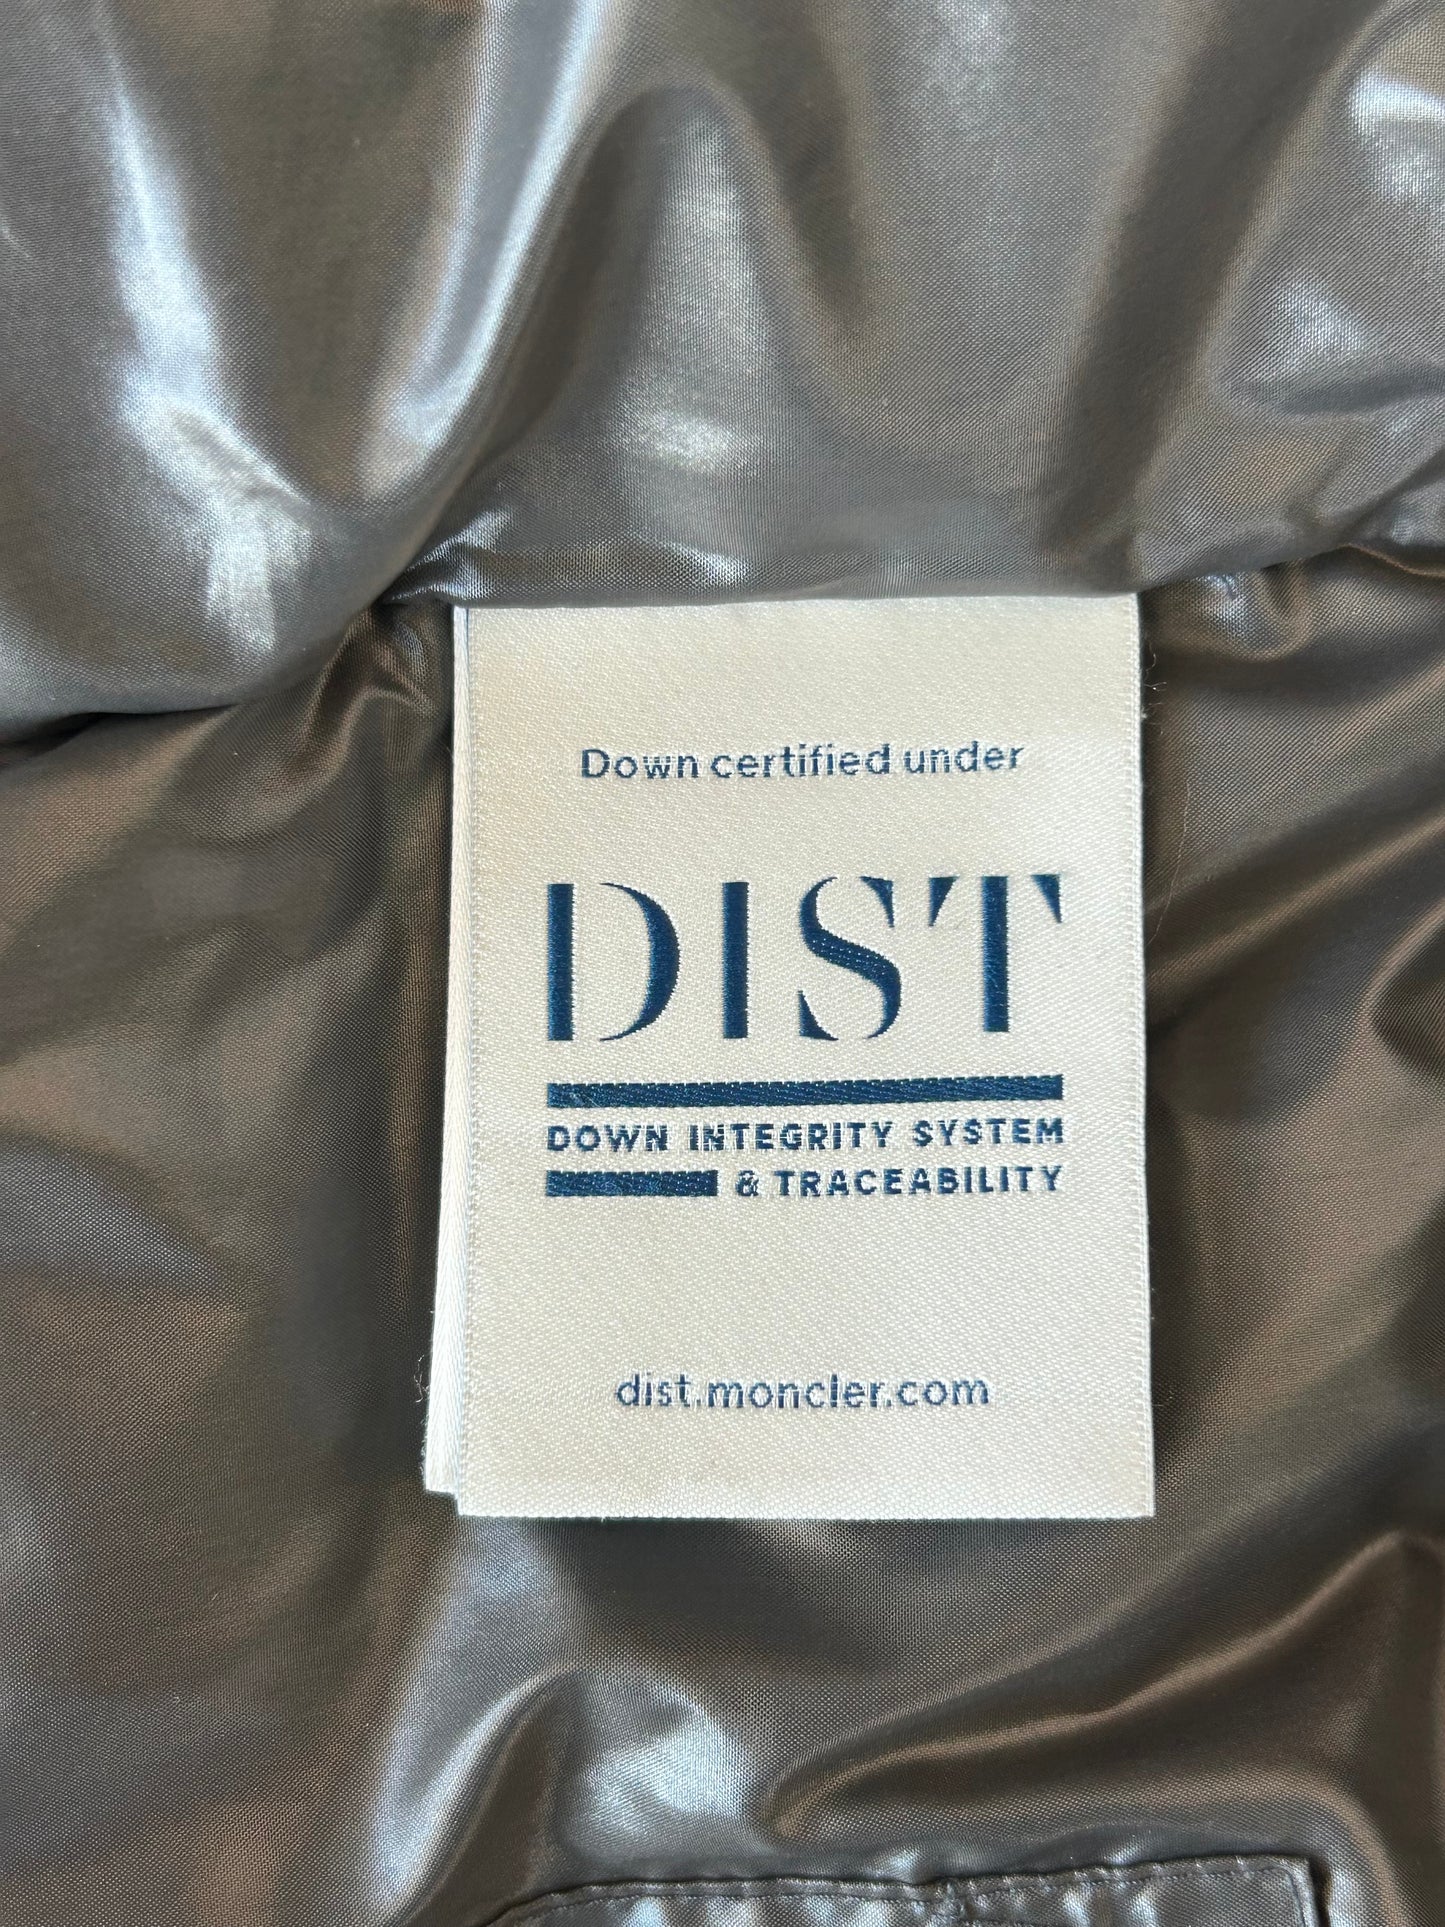 Down certified under
DIST
DOWN INTEGRITY SYSTEM
& TRACEABILITY
dist.moncler.com